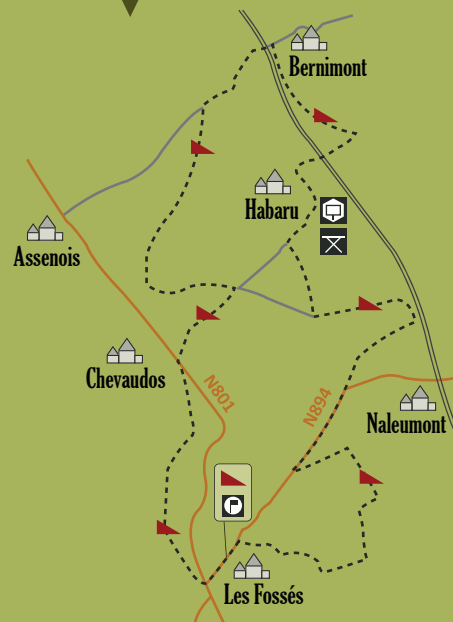 Bernimont
Habaru
Assenois
Chevaudos
N801
N894
Naleumont
Les Fossés